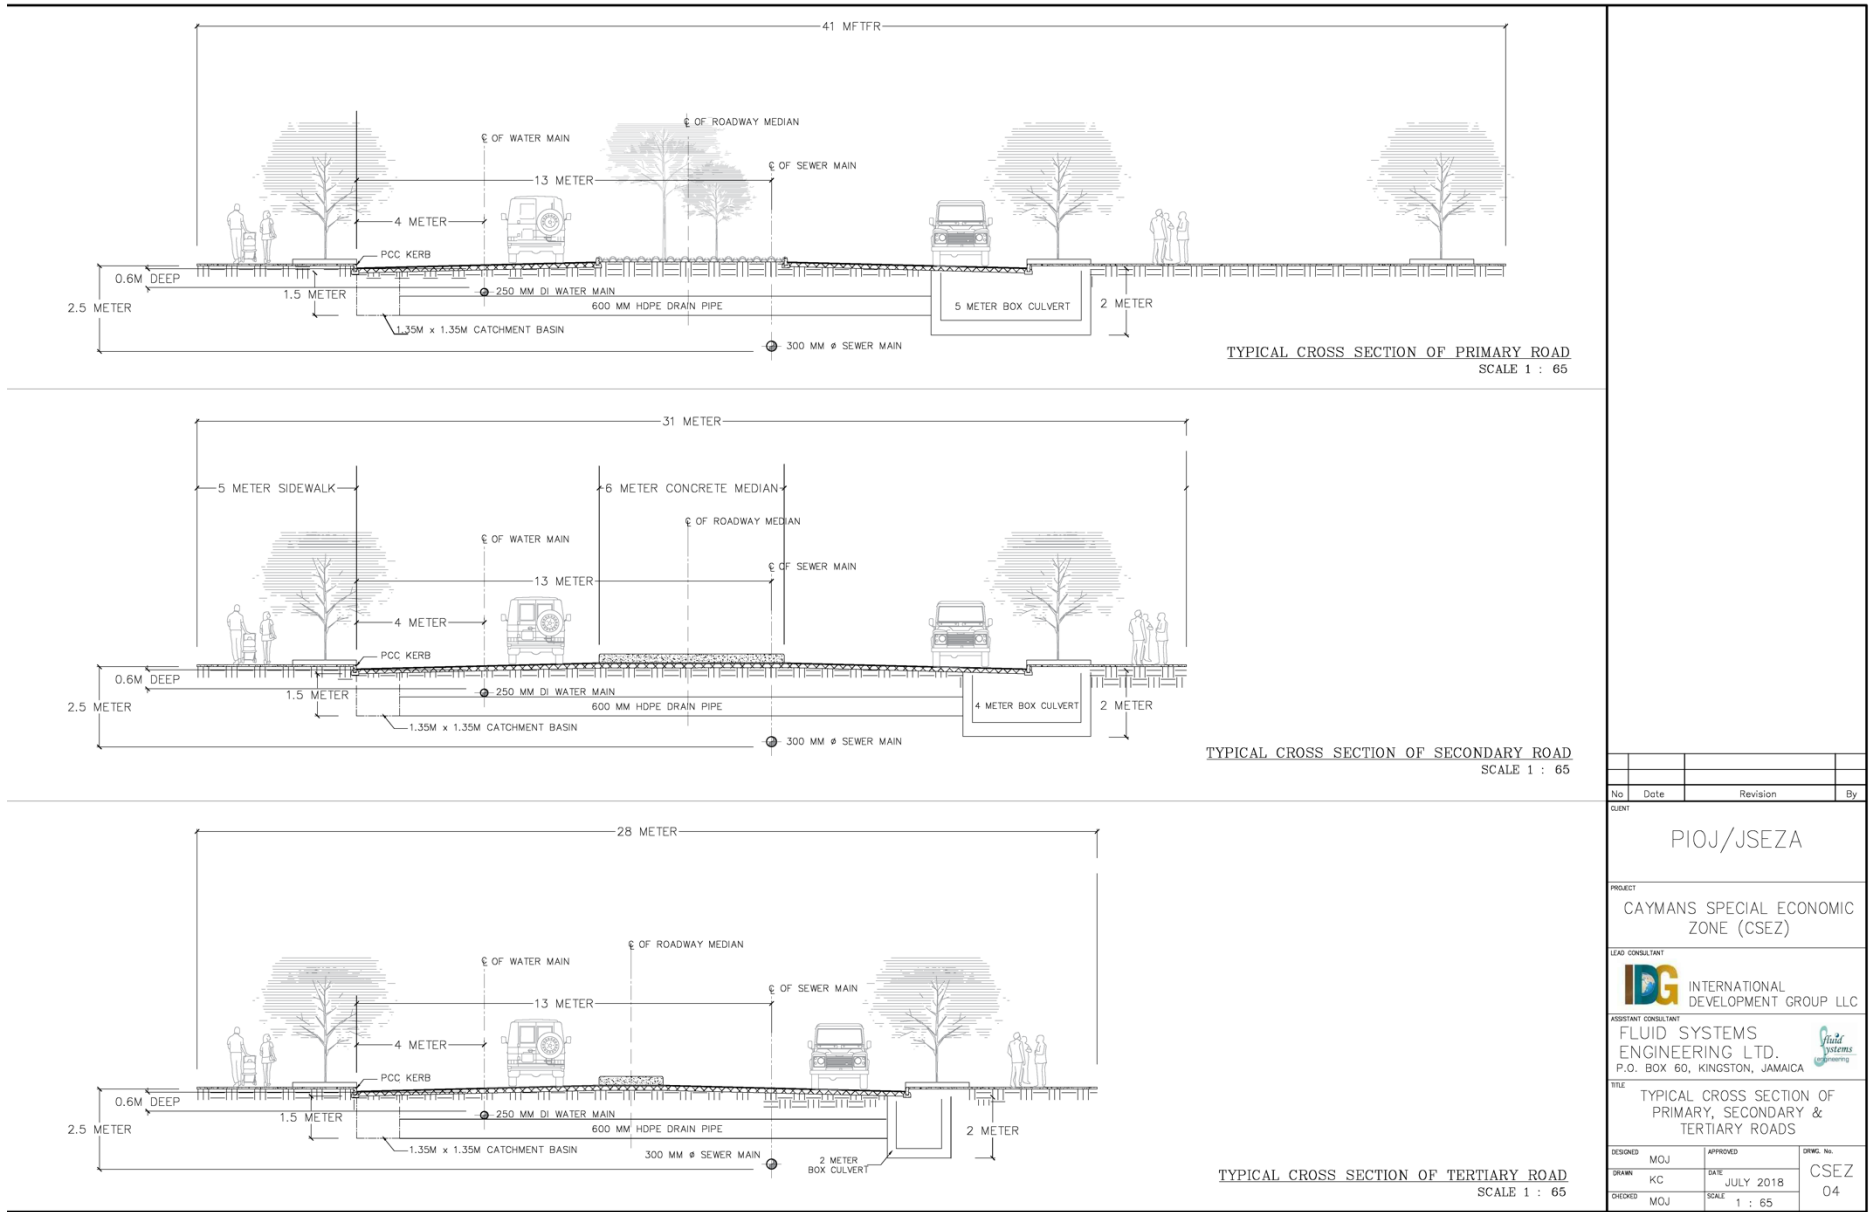 41 METER
℄ OF ROADWAY MEDIAN
℄ OF WATER MAIN
℄ OF SEWER MAIN
13 METER
4 METER
PCC KERB
0.6M DEEP
1.5 METER
2.5 METER
250 MM DI WATER MAIN
600 MM HDPE DRAIN PIPE
5 METER BOX CULVERT
2 METER
1.35M x 1.35M CATCHMENT BASIN
300 MM ø SEWER MAIN
TYPICAL CROSS SECTION OF PRIMARY ROAD
SCALE 1 : 65
31 METER
5 METER SIDEWALK
6 METER CONCRETE MEDIAN
℄ OF ROADWAY MEDIAN
℄ OF WATER MAIN
℄ OF SEWER MAIN
13 METER
4 METER
PCC KERB
0.6M DEEP
1.5 METER
2.5 METER
250 MM DI WATER MAIN
600 MM HDPE DRAIN PIPE
4 METER BOX CULVERT
2 METER
1.35M x 1.35M CATCHMENT BASIN
300 MM ø SEWER MAIN
TYPICAL CROSS SECTION OF SECONDARY ROAD
SCALE 1 : 65
28 METER
℄ OF ROADWAY MEDIAN
℄ OF WATER MAIN
℄ OF SEWER MAIN
13 METER
4 METER
PCC KERB
0.6M DEEP
1.5 METER
2.5 METER
250 MM DI WATER MAIN
600 MM HDPE DRAIN PIPE
2 METER
1.35M x 1.35M CATCHMENT BASIN
300 MM ø SEWER MAIN
2 METER
BOX CULVERT
TYPICAL CROSS SECTION OF TERTIARY ROAD
SCALE 1 : 65
No Date Revision By
CLIENT
PIOJ/JSEZA
PROJECT
CAYMANS SPECIAL ECONOMIC
ZONE (CSEZ)
LEAD CONSULTANT
IDG
INTERNATIONAL
DEVELOPMENT GROUP LLC
ASSISTANT CONSULTANT
FLUID SYSTEMS
ENGINEERING LTD.
P.O. BOX 60, KINGSTON, JAMAICA
fluid
systems
engineering
TITLE
TYPICAL CROSS SECTION OF
PRIMARY, SECONDARY &
TERTIARY ROADS
DESIGNED MOJ APPROVED DRWG. No.
DRAWN KC DATE JULY 2018 CSEZ
CHECKED MOJ SCALE 1 : 65 04